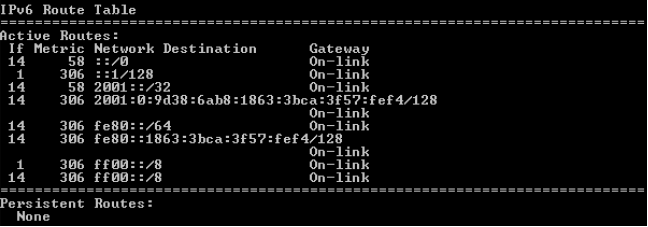 IPv6 Route Table
===========================================================================
Active Routes:
 If Metric Network Destination      Gateway
 14     58 ::/0                     On-link
  1    306 ::1/128                  On-link
 14     58 2001::/32                On-link
 14    306 2001:0:9d38:6ab8:1863:3bca:3f57:fef4/128
                                    On-link
 14    306 fe80::/64                On-link
 14    306 fe80::1863:3bca:3f57:fef4/128
                                    On-link
  1    306 ff00::/8                 On-link
 14    306 ff00::/8                 On-link
===========================================================================
Persistent Routes:
  None